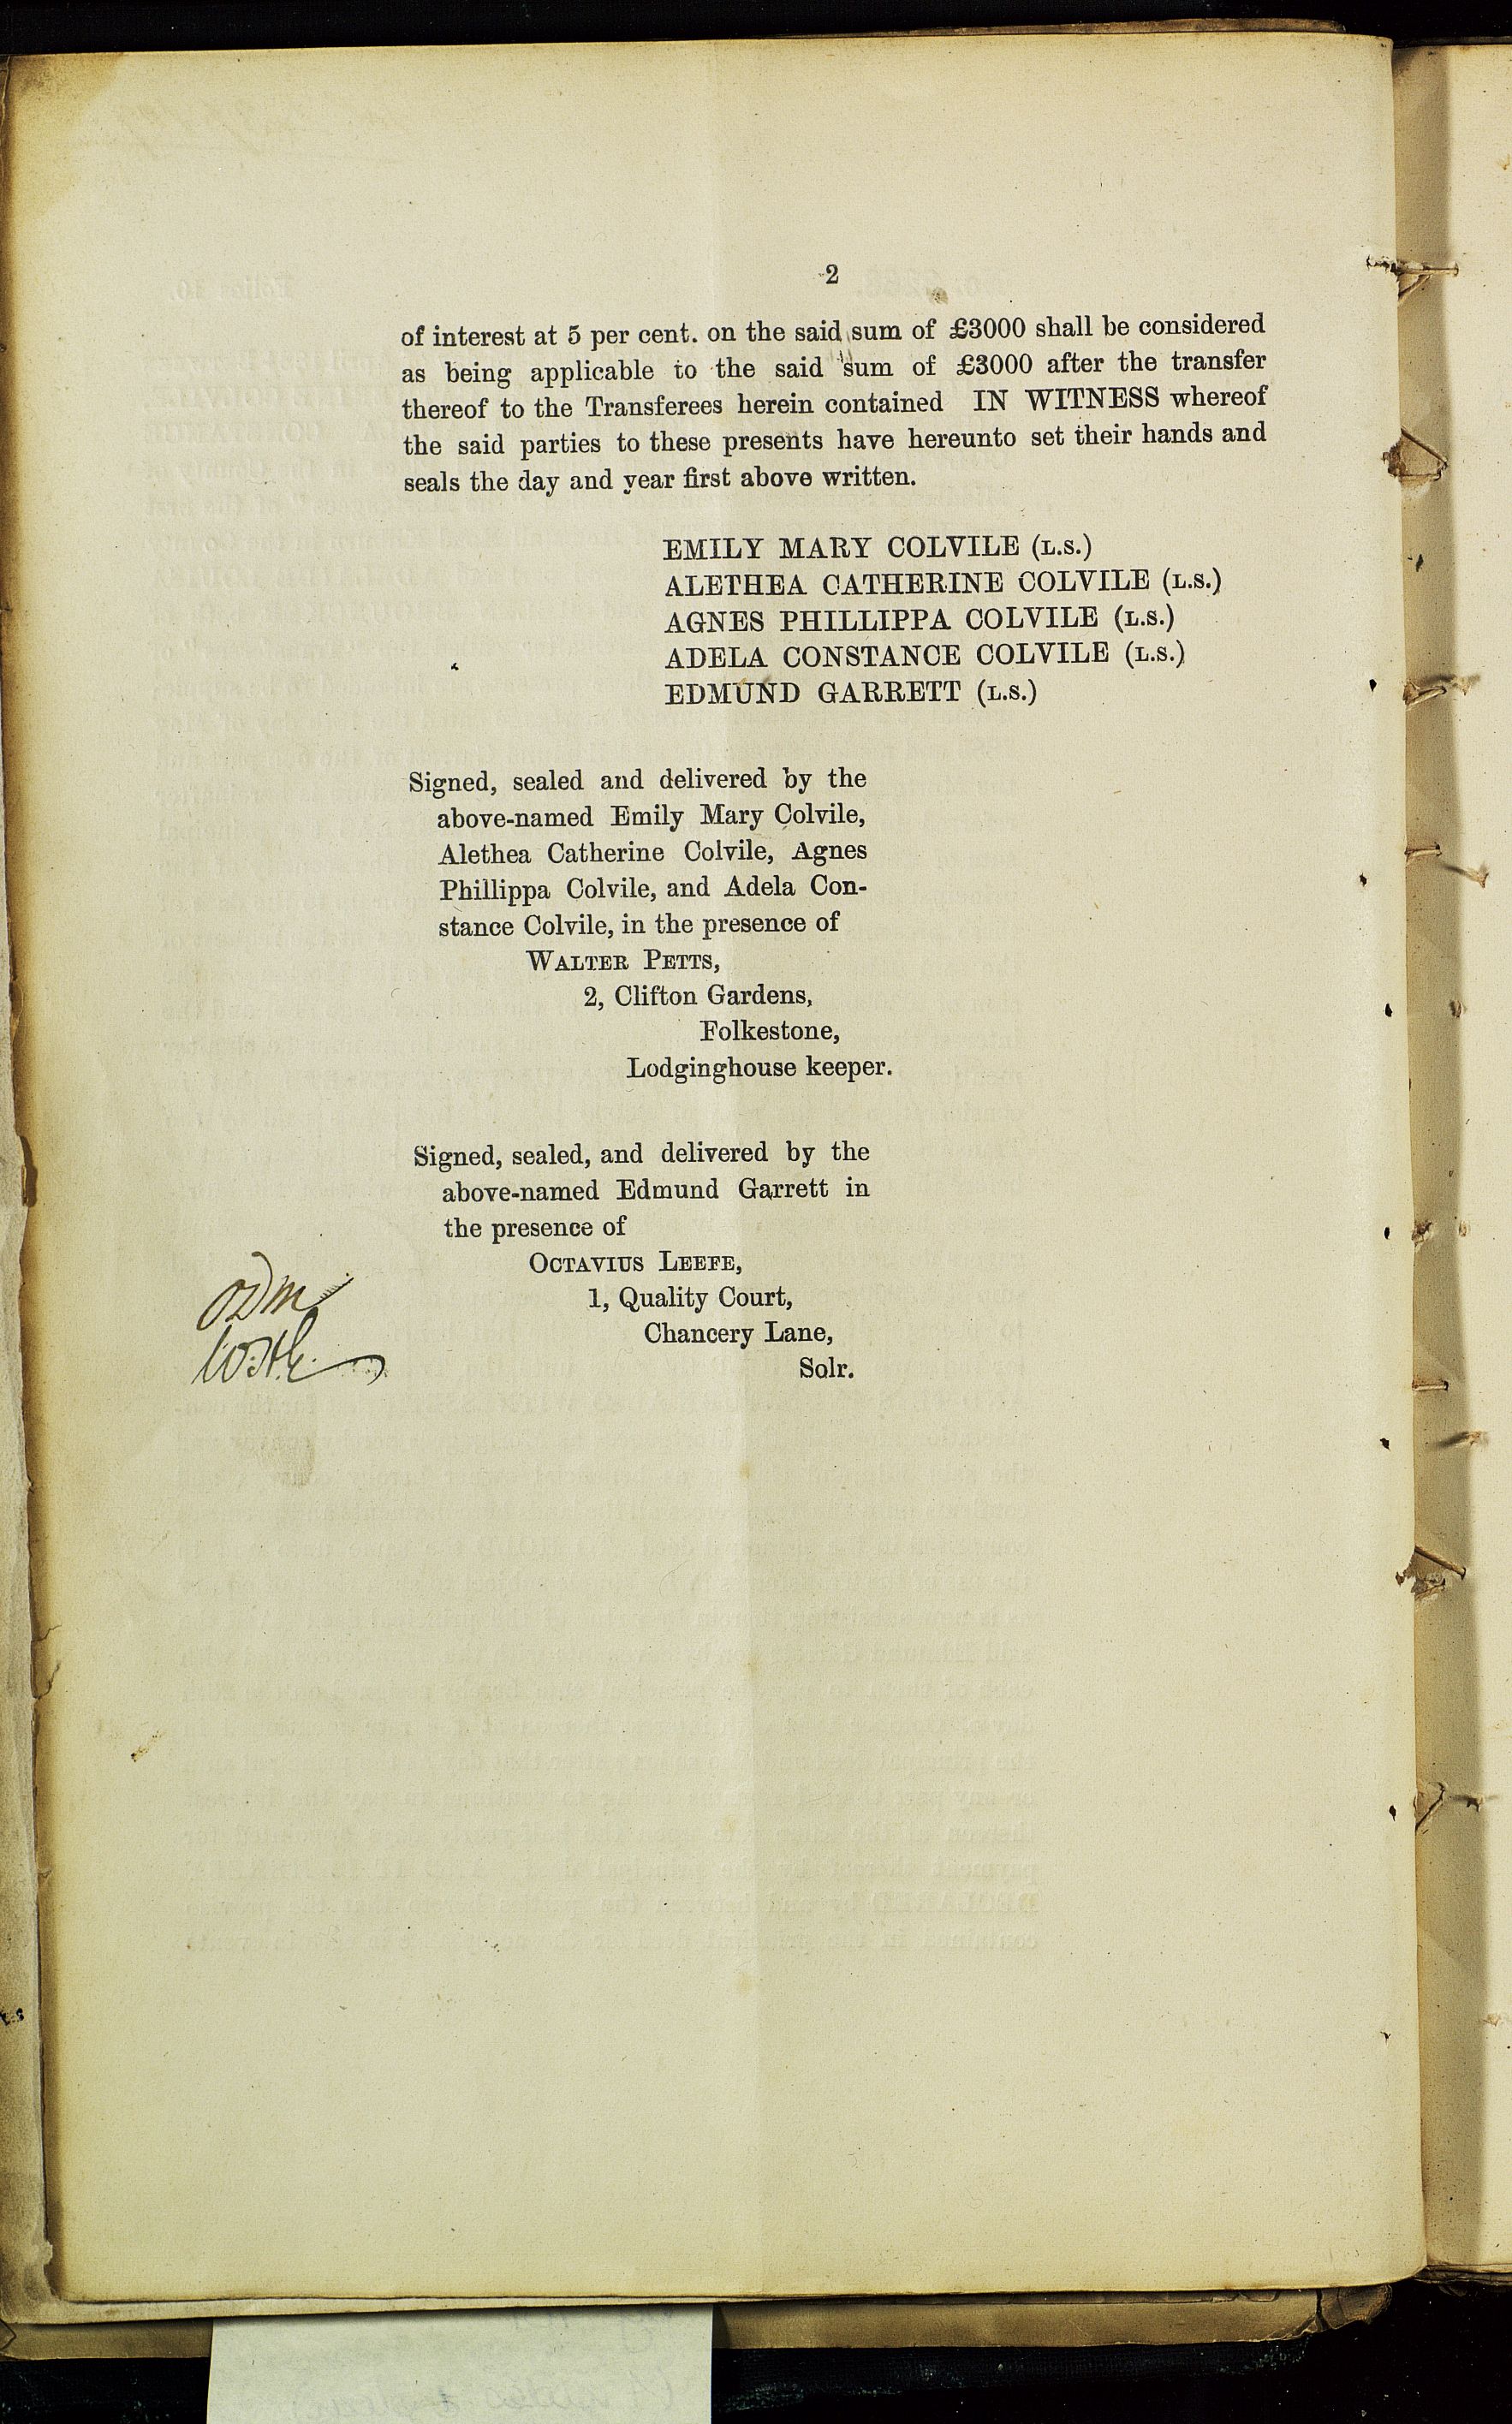 2
of interest at 5 per cent. on the said sum of £3000 shall be considered
as being applicable to the said sum of £3000 after the transfer
thereof to the Transferees herein contained IN WITNESS whereof
the said parties to these presents have hereunto set their hands and
seals the day and year first above written.
EMILY MARY COLVILE (L.S.)
ALETHEA CATHERINE COLVILE (L.S.)
AGNES PHILLIPPA COLVILE (L.S.)
ADELA CONSTANCE COLVILE (L.S.)
EDMUND GARRETT (L.S.)
Signed, sealed and delivered by the
above-named Emily Mary Colvile,
Alethea Catherine Colvile, Agnes
Phillippa Colvile, and Adela Con-
stance Colvile, in the presence of
WALTER PETTS,
2, Clifton Gardens,
Folkestone,
Lodginghouse keeper.
Signed, sealed, and delivered by the
above-named Edmund Garrett in
the presence of
OCTAVIUS LEEFE,
1, Quality Court,
Chancery Lane,
Solr.